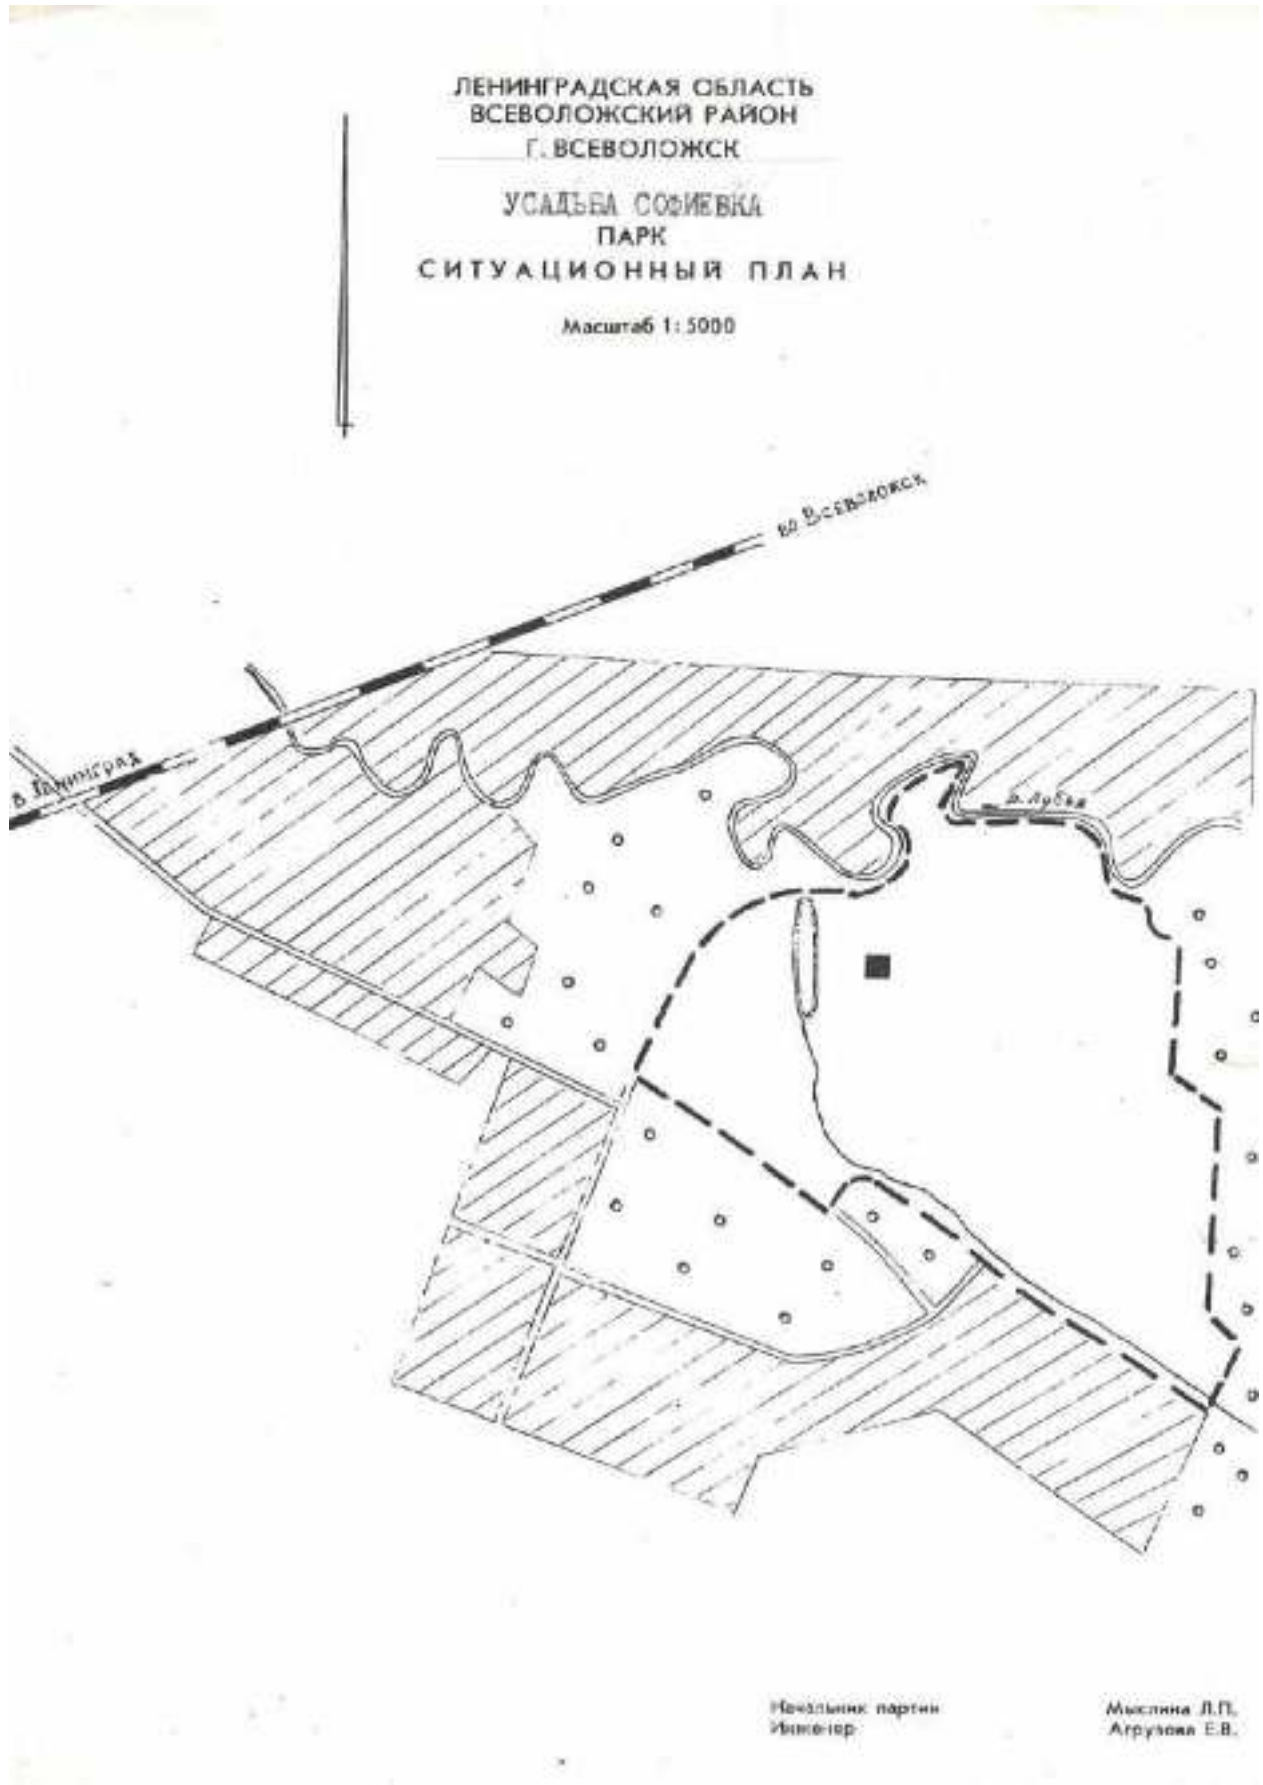 ЛЕНИНГРАДСКАЯ ОБЛАСТЬ
ВСЕВОЛОЖСКИЙ РАЙОН
Г. ВСЕВОЛОЖСК
УСАДЬБА СОФИЕВКА
ПАРК
СИТУАЦИОННЫЙ ПЛАН
Масштаб 1:5000
во Всеволожск
в Ленинград
р. Лубья
Начальник партии Мыслина Л.П.
Инженер Агрузова Е.В.